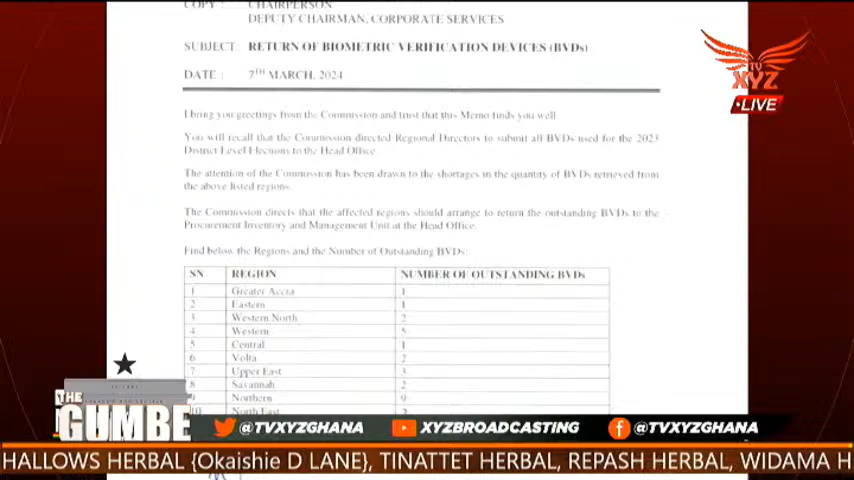 COPY : CHAIRPERSON
DEPUTY CHAIRMAN, CORPORATE SERVICES
SUBJECT RETURN OF BIOMETRIC VERIFICATION DEVICES (BVDs)
DATE : 7TH MARCH, 2024
I bring you greetings from the Commission and trust that this Memo finds you well
You will recall that the Commission directed Regional Directors to submit all BVDs used for the 2023
District Level Elections to the Head Office.
The attention of the Commission has been drawn to the shortages in the quantity of BVDs retrieved from
the above listed regions.
The Commission directs that the affected regions should arrange to return the outstanding BVDs to the
Procurement Inventory and Management Unit at the Head Office.
Find below the Regions and the Number of Outstanding BVDs:
SN REGION NUMBER OF OUTSTANDING BVDs
1 Greater Accra 1
2 Eastern 1
3 Western North 2
4 Western 5
5 Central 1
6 Volta 2
7 Upper East 3
8 Savannah 2
9 Northern 9
10 North East 2
TV
XYZ
LIVE
THE
GUMBE
@TVXYZGHANA XYZBROADCASTING @TVXYZGHANA
HALLOWS HERBAL {Okaishie D LANE}, TINATTET HERBAL, REPASH HERBAL, WIDAMA H